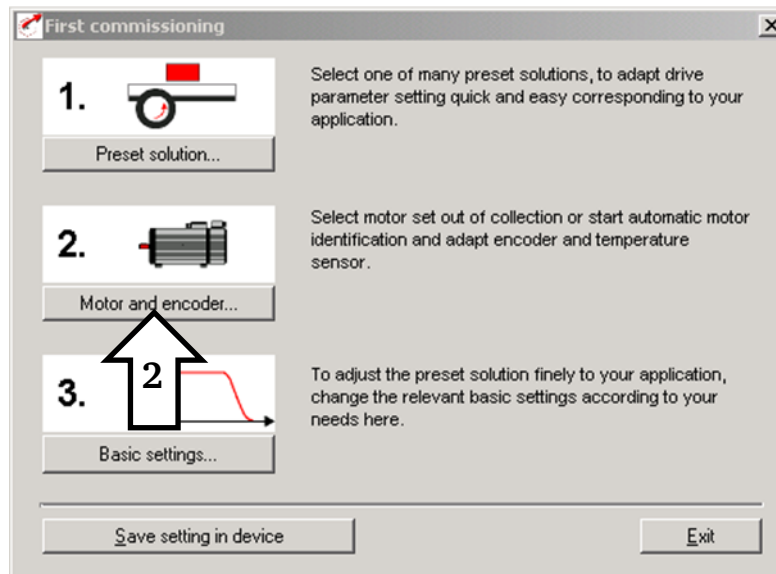 First commissioning
1.
Select one of many preset solutions, to adapt drive
parameter setting quick and easy corresponding to your
application.
Preset solution...
2.
Select motor set out of collection or start automatic motor
identification and adapt encoder and temperature
sensor.
Motor and encoder...
2
3.
To adjust the preset solution finely to your application,
change the relevant basic settings according to your
needs here.
Basic settings...
Save setting in device
Exit